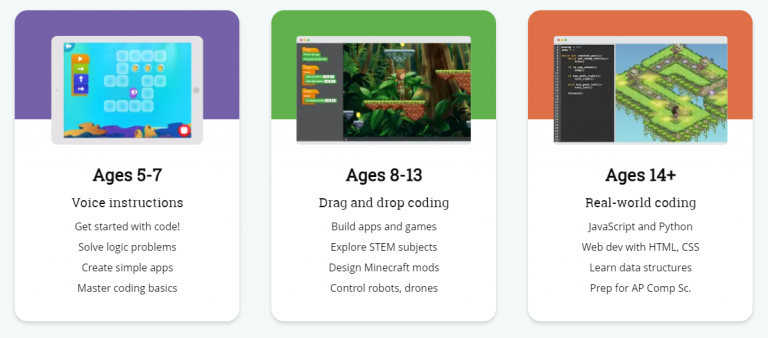 Ages 5-7
Voice instructions
Get started with code!
Solve logic problems
Create simple apps
Master coding basics
Ages 8-13
Drag and drop coding
Build apps and games
Explore STEM subjects
Design Minecraft mods
Control robots, drones
Ages 14+
Real-world coding
JavaScript and Python
Web dev with HTML, CSS
Learn data structures
Prep for AP Comp Sc.